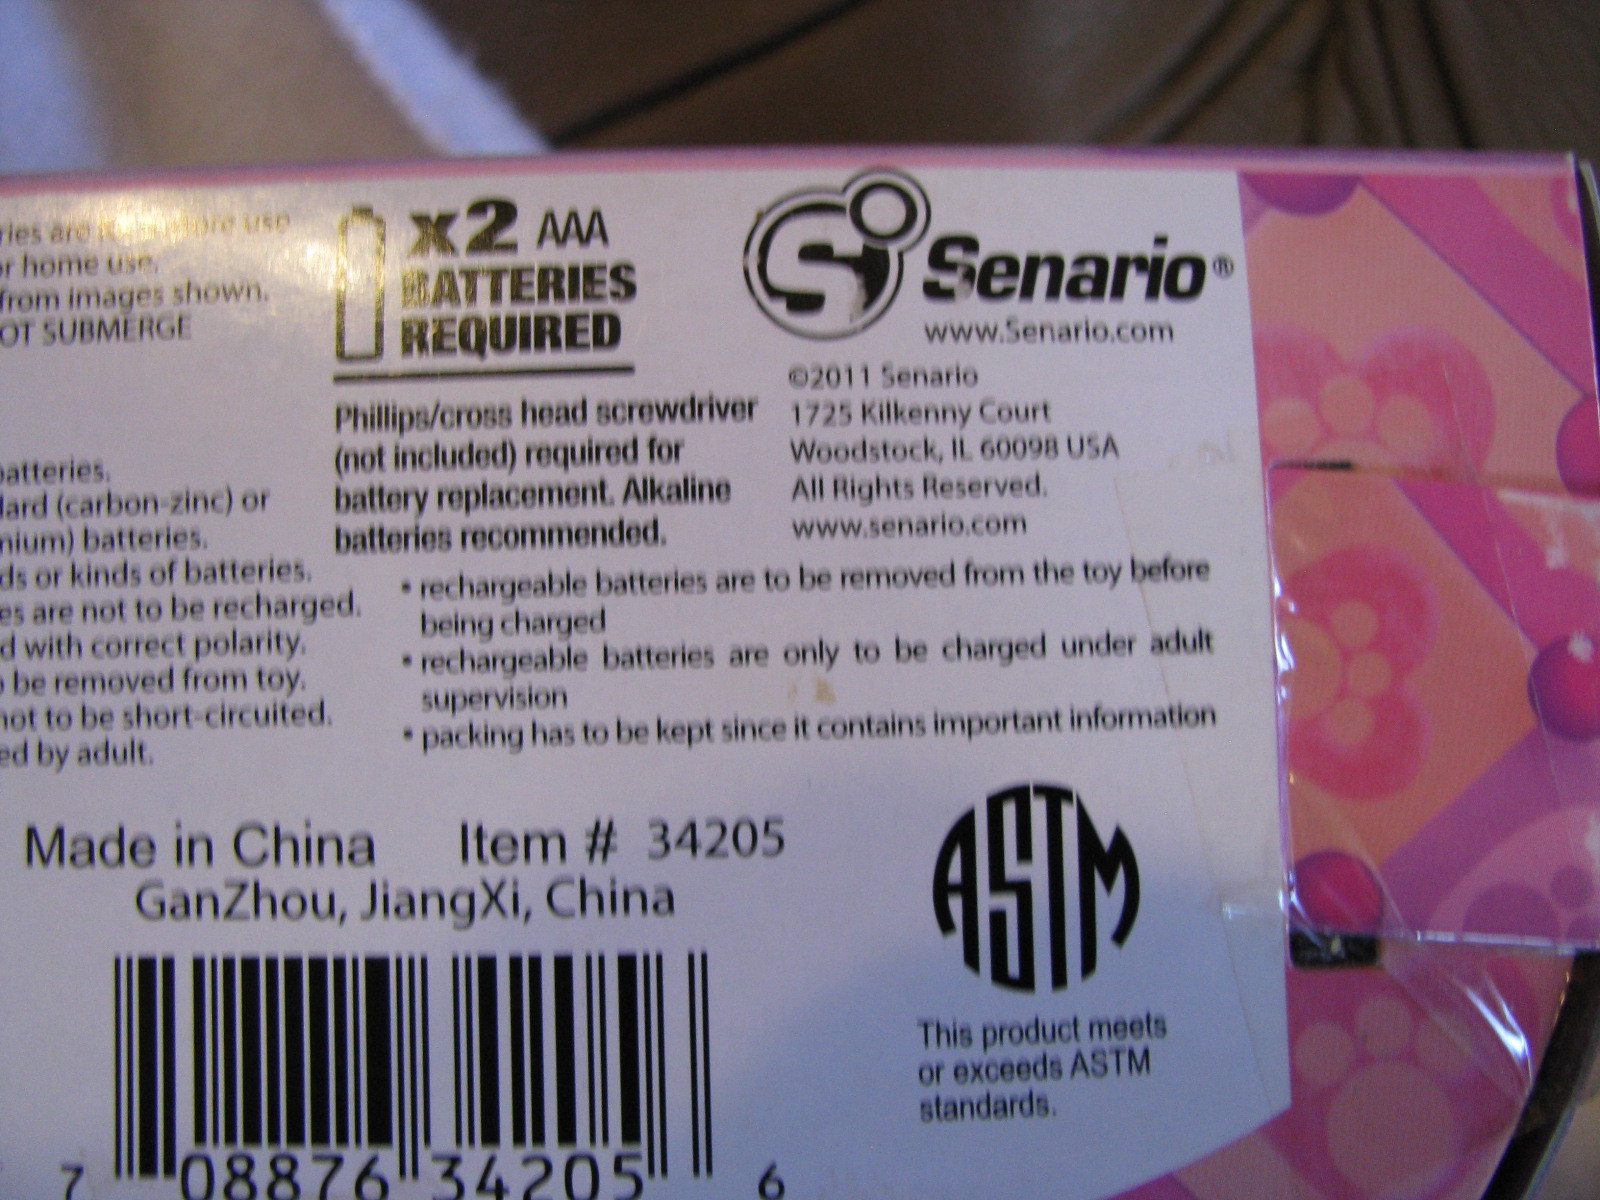 ries are
use
or home use.
from images shown.
OT SUBMERGE
x2 AAA
BATTERIES
REQUIRED
Phillips/cross head screwdriver
(not included) required for
battery replacement. Alkaline
batteries recommended.
Senario®
www.Senario.com
©2011 Senario
1725 Kilkenny Court
Woodstock, IL 60098 USA
All Rights Reserved.
www.senario.com
batteries.
dard (carbon-zinc) or
mium) batteries.
ds or kinds of batteries.
es are not to be recharged.
d with correct polarity.
o be removed from toy.
not to be short-circuited.
ed by adult.
• rechargeable batteries are to be removed from the toy before
being charged
• rechargeable batteries are only to be charged under adult
supervision
• packing has to be kept since it contains important information
Made in China Item # 34205
GanZhou, JiangXi, China
ASTM
This product meets
or exceeds ASTM
standards.
7 08876 34205 6